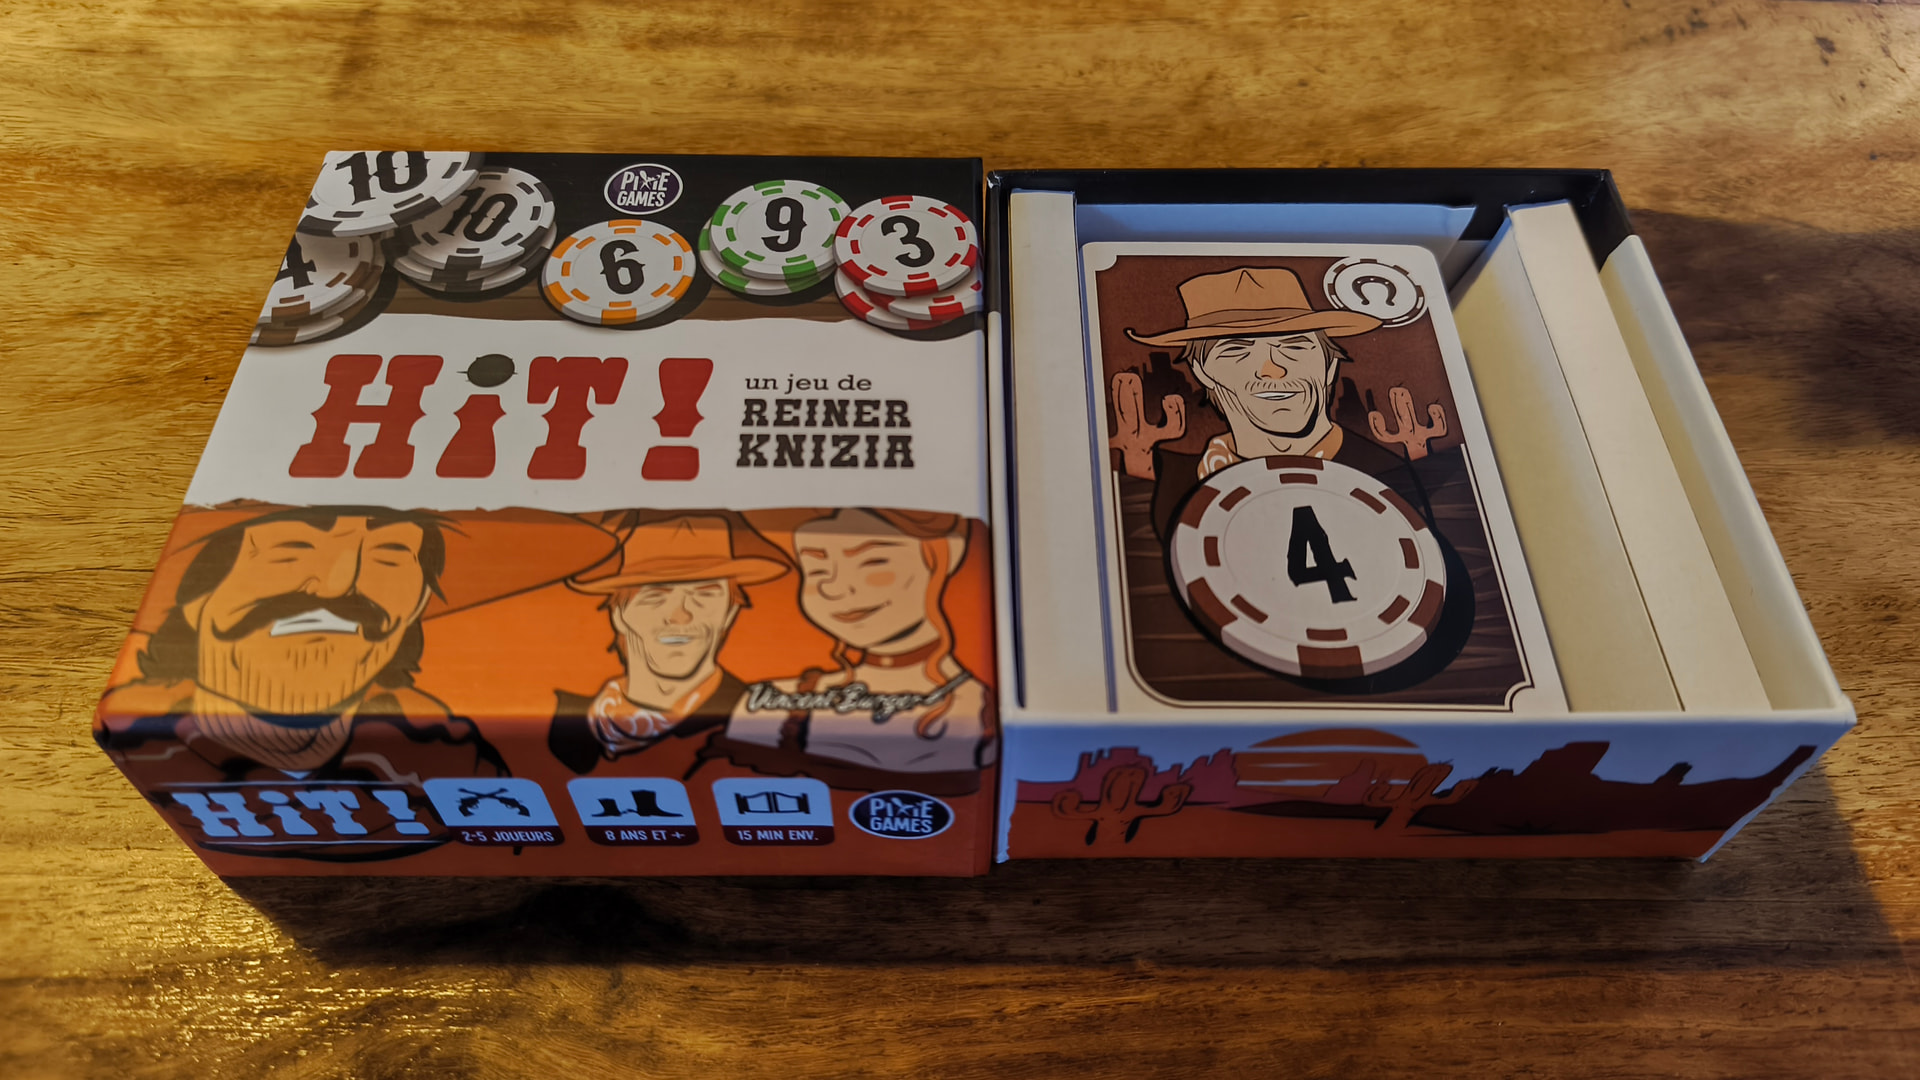 10
10
4
6
9
3
PIXIE
GAMES
HiT!
un jeu de
REINER
KNIZIA
Vincent Burger
HiT!
2-5 JOUEURS
8 ANS ET +
15 MIN ENV.
PIXIE
GAMES
4